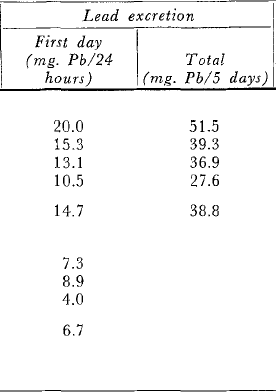 Lead excretion
First day
(mg. Pb/24
hours)
Total
(mg. Pb/5 days)
20.0 51.5
15.3 39.3
13.1 36.9
10.5 27.6
14.7 38.8
7.3
8.9
4.0
6.7